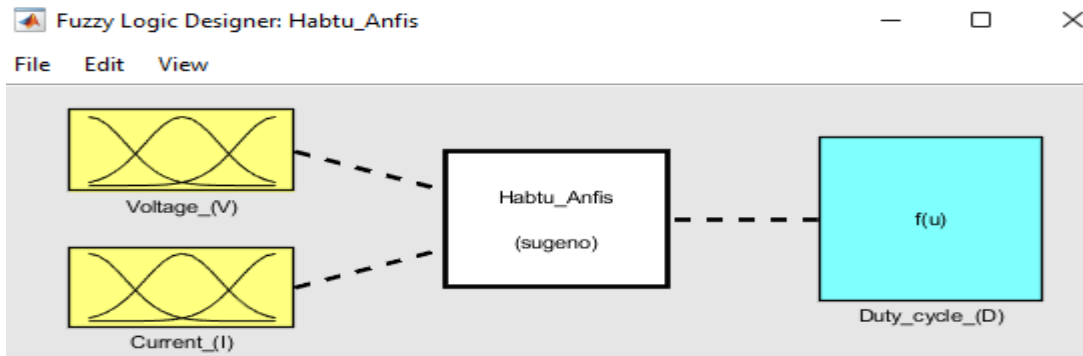 Fuzzy Logic Designer: Habtu_Anfis
File Edit View
Voltage_(V)
Current_(I)
Habtu_Anfis
(sugeno)
f(u)
Duty_cycle_(D)